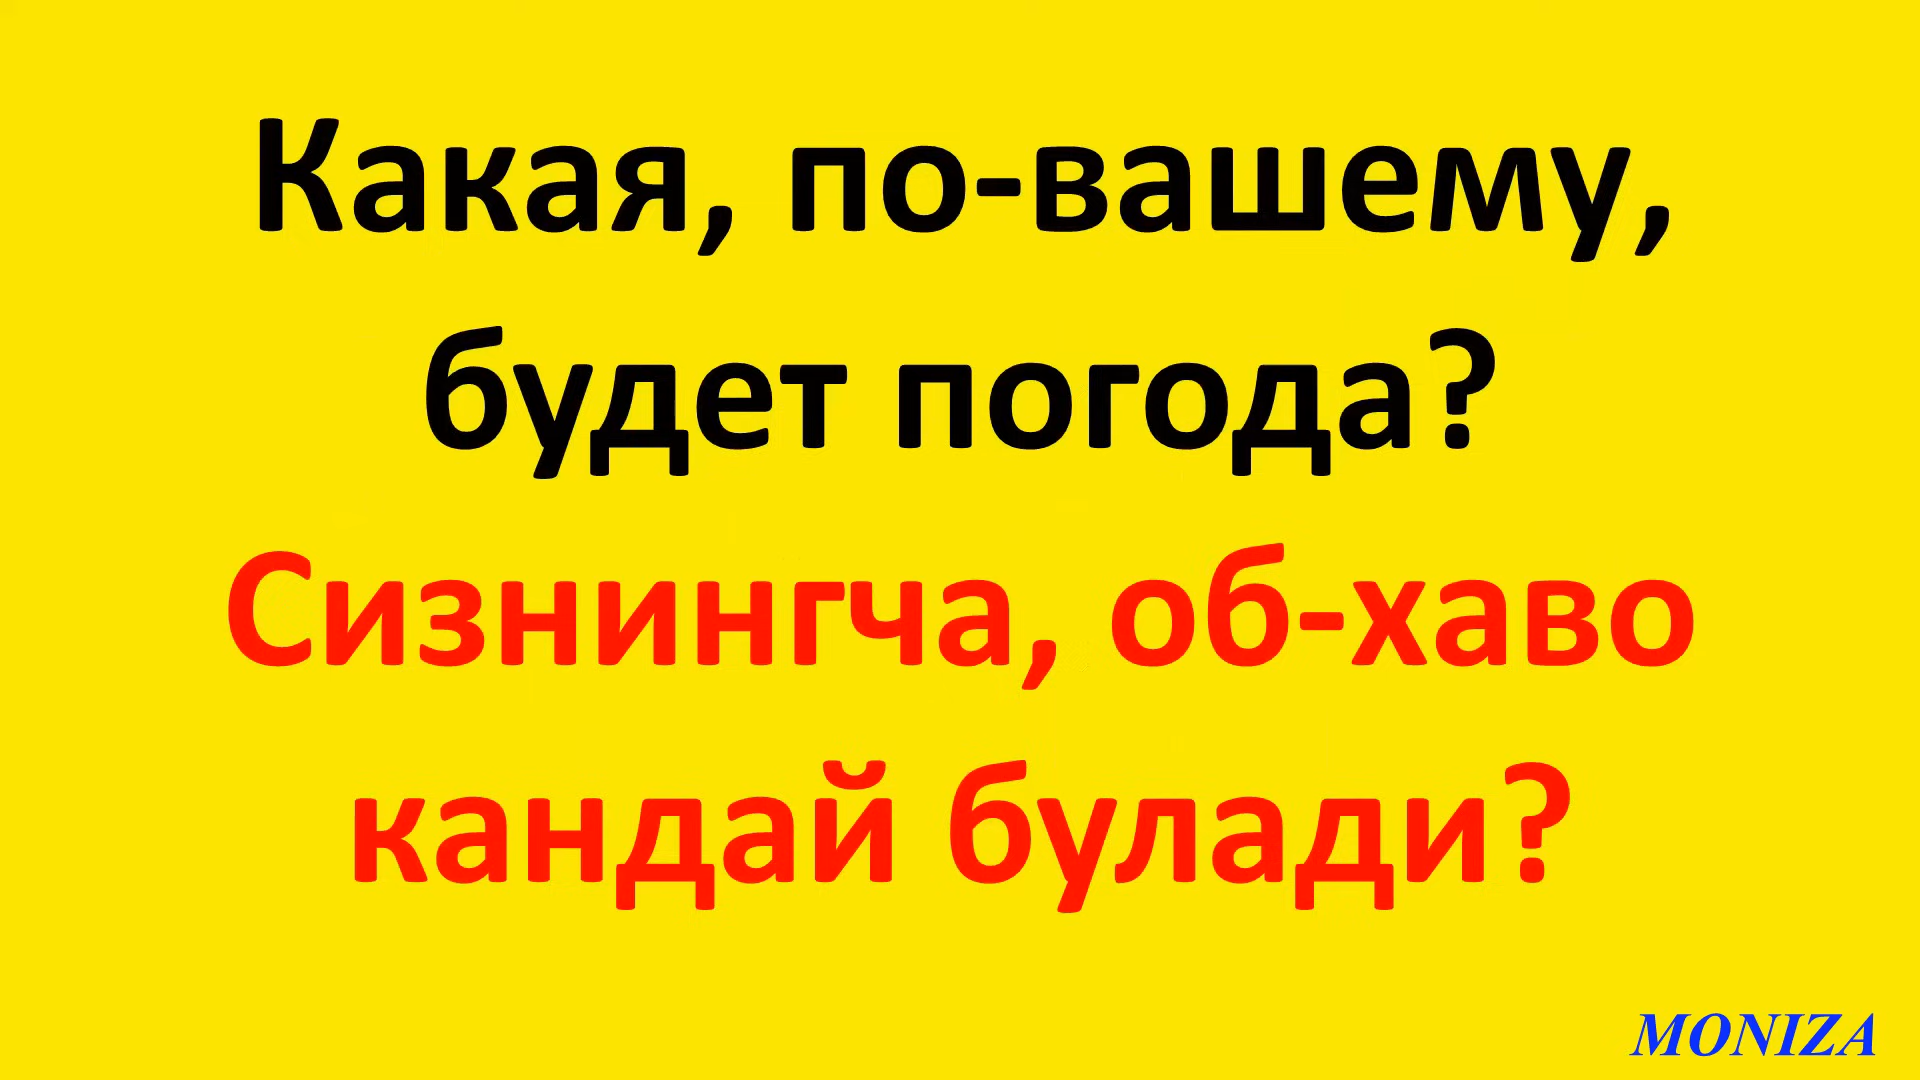 Какая, по-вашему,
будет погода?
Сизнингча, об-хаво
кандай булади?
MONIZA